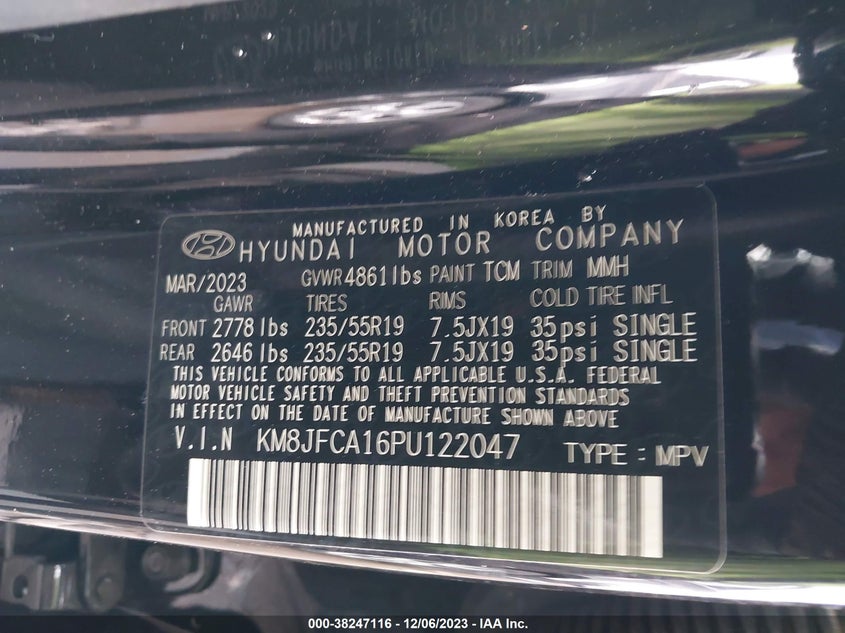 MANUFACTURED IN KOREA BY
HYUNDAI MOTOR COMPANY
MAR/2023 GVWR 4861lbs PAINT TCM TRIM MMH
GAWR TIRES RIMS COLD TIRE INFL
FRONT 2778 lbs 235/55R19 7.5JX19 35psi SINGLE
REAR 2646 lbs 235/55R19 7.5JX19 35psi SINGLE
THIS VEHICLE CONFORMS TO ALL APPLICABLE U.S.A. FEDERAL
MOTOR VEHICLE SAFETY AND THEFT PREVENTION STANDARDS
IN EFFECT ON THE DATE OF MANUFACTURE SHOWN ABOVE
V.I.N KM8JFCA16PU122047 TYPE : MPV
000-38247116 - 12/06/2023 - IAA Inc.